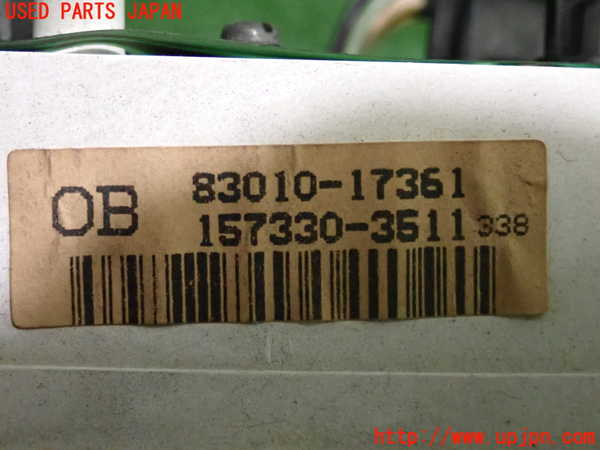 USED PARTS JAPAN
OB
83010-17361
157330-3511 338
http://www.upjpn.com/